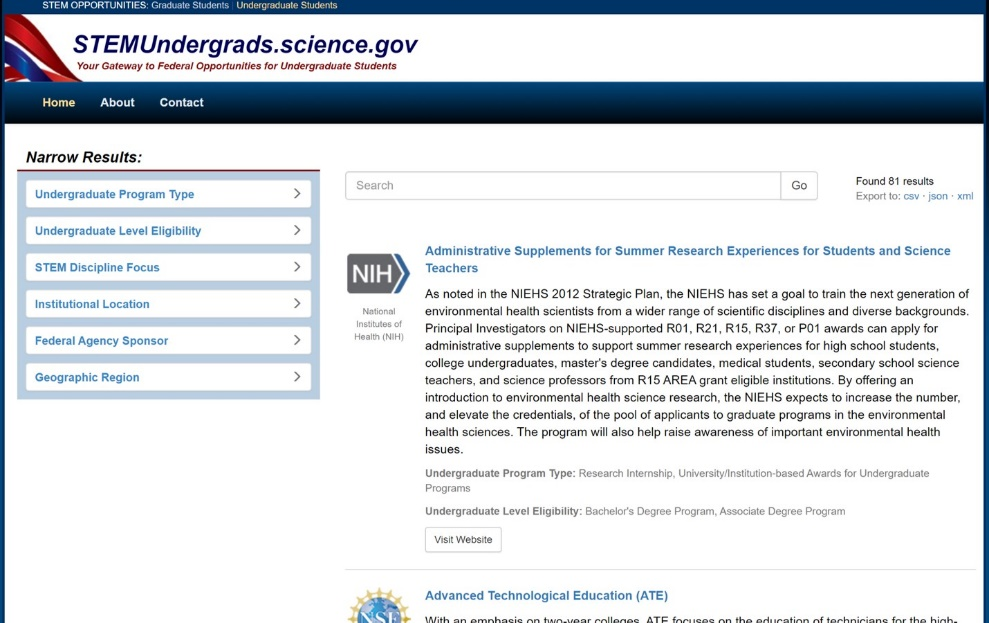 STEM OPPORTUNITIES: Graduate Students | Undergraduate Students
STEMUndergrads.science.gov
Your Gateway to Federal Opportunities for Undergraduate Students
Home About Contact
Narrow Results:
Undergraduate Program Type
Undergraduate Level Eligibility
STEM Discipline Focus
Institutional Location
Federal Agency Sponsor
Geographic Region
Search Go
Found 81 results
Export to: csv · json · xml
NIH
National
Institutes of
Health (NIH)
Administrative Supplements for Summer Research Experiences for Students and Science
Teachers
As noted in the NIEHS 2012 Strategic Plan, the NIEHS has set a goal to train the next generation of
environmental health scientists from a wider range of scientific disciplines and diverse backgrounds.
Principal Investigators on NIEHS-supported R01, R21, R15, R37, or P01 awards can apply for
administrative supplements to support summer research experiences for high school students,
college undergraduates, master's degree candidates, medical students, secondary school science
teachers, and science professors from R15 AREA grant eligible institutions. By offering an
introduction to environmental health science research, the NIEHS expects to increase the number,
and elevate the credentials, of the pool of applicants to graduate programs in the environmental
health sciences. The program will also help raise awareness of important environmental health
issues.
Undergraduate Program Type: Research Internship, University/Institution-based Awards for Undergraduate
Programs
Undergraduate Level Eligibility: Bachelor's Degree Program, Associate Degree Program
Visit Website
NSF
Advanced Technological Education (ATE)
With an emphasis on two-year colleges, ATE focuses on the education of technicians for the high-